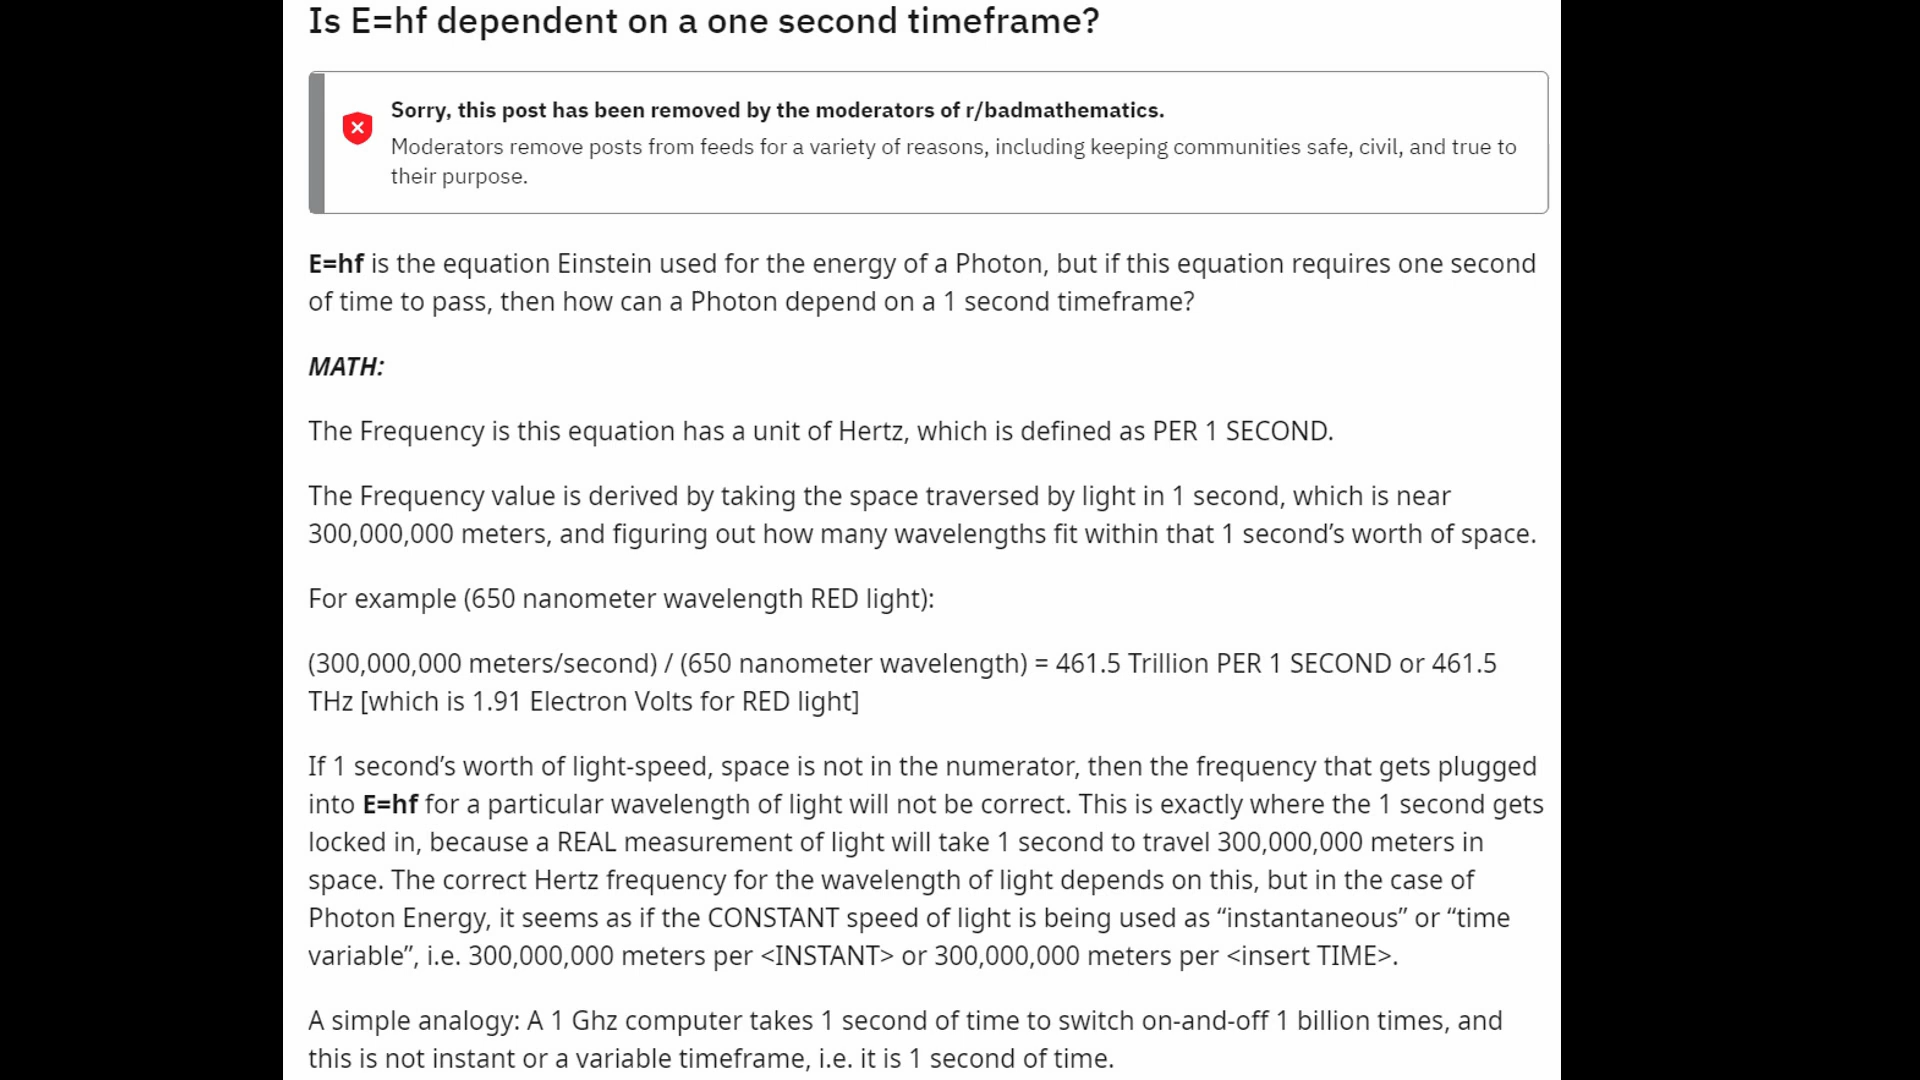 Is E=hf dependent on a one second timeframe?
Sorry, this post has been removed by the moderators of r/badmathematics.
Moderators remove posts from feeds for a variety of reasons, including keeping communities safe, civil, and true to
their purpose.
E=hf is the equation Einstein used for the energy of a Photon, but if this equation requires one second
of time to pass, then how can a Photon depend on a 1 second timeframe?
MATH:
The Frequency is this equation has a unit of Hertz, which is defined as PER 1 SECOND.
The Frequency value is derived by taking the space traversed by light in 1 second, which is near
300,000,000 meters, and figuring out how many wavelengths fit within that 1 second’s worth of space.
For example (650 nanometer wavelength RED light):
(300,000,000 meters/second) / (650 nanometer wavelength) = 461.5 Trillion PER 1 SECOND or 461.5
THz [which is 1.91 Electron Volts for RED light]
If 1 second’s worth of light-speed, space is not in the numerator, then the frequency that gets plugged
into E=hf for a particular wavelength of light will not be correct. This is exactly where the 1 second gets
locked in, because a REAL measurement of light will take 1 second to travel 300,000,000 meters in
space. The correct Hertz frequency for the wavelength of light depends on this, but in the case of
Photon Energy, it seems as if the CONSTANT speed of light is being used as “instantaneous” or “time
variable”, i.e. 300,000,000 meters per <INSTANT> or 300,000,000 meters per <insert TIME>.
A simple analogy: A 1 Ghz computer takes 1 second of time to switch on-and-off 1 billion times, and
this is not instant or a variable timeframe, i.e. it is 1 second of time.